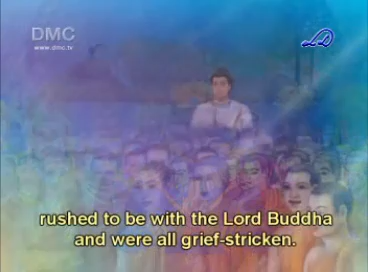 DMC
www.dmc.tv
rushed to be with the Lord Buddha
and were all grief-stricken.